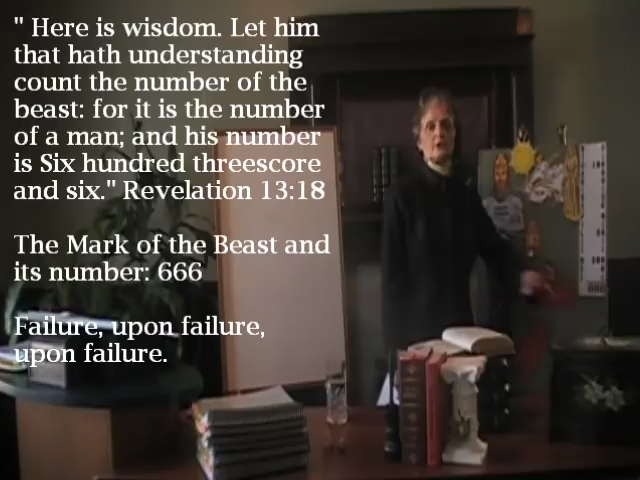 " Here is wisdom. Let him
that hath understanding
count the number of the
beast: for it is the number
of a man; and his number
is Six hundred threescore
and six." Revelation 13:18
The Mark of the Beast and
its number: 666
Failure, upon failure,
upon failure.